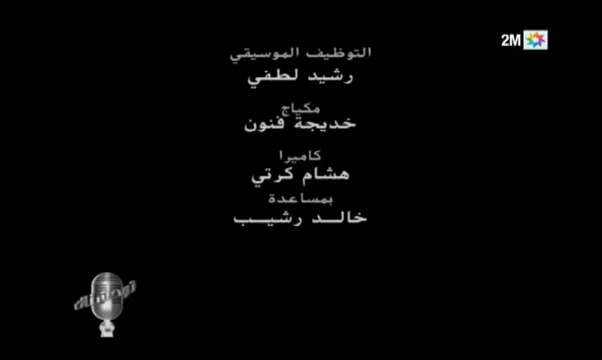 2M
التوظيف الموسيقي
رشيد لطفي
مكياج
خديجة فنون
كاميرا
هشام كرتي
بمساعدة
خالد رشيب